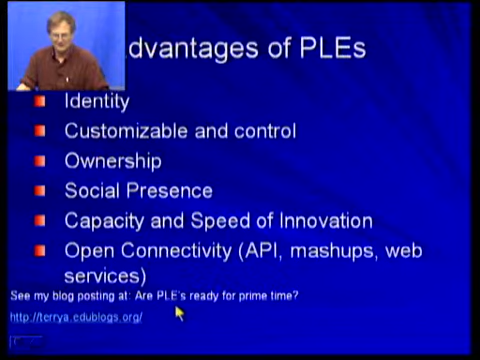 dvantages of PLEs
Identity
Customizable and control
Ownership
Social Presence
Capacity and Speed of Innovation
Open Connectivity (API, mashups, web
services)
See my blog posting at: Are PLE's ready for prime time?
http://terrya.edublogs.org/